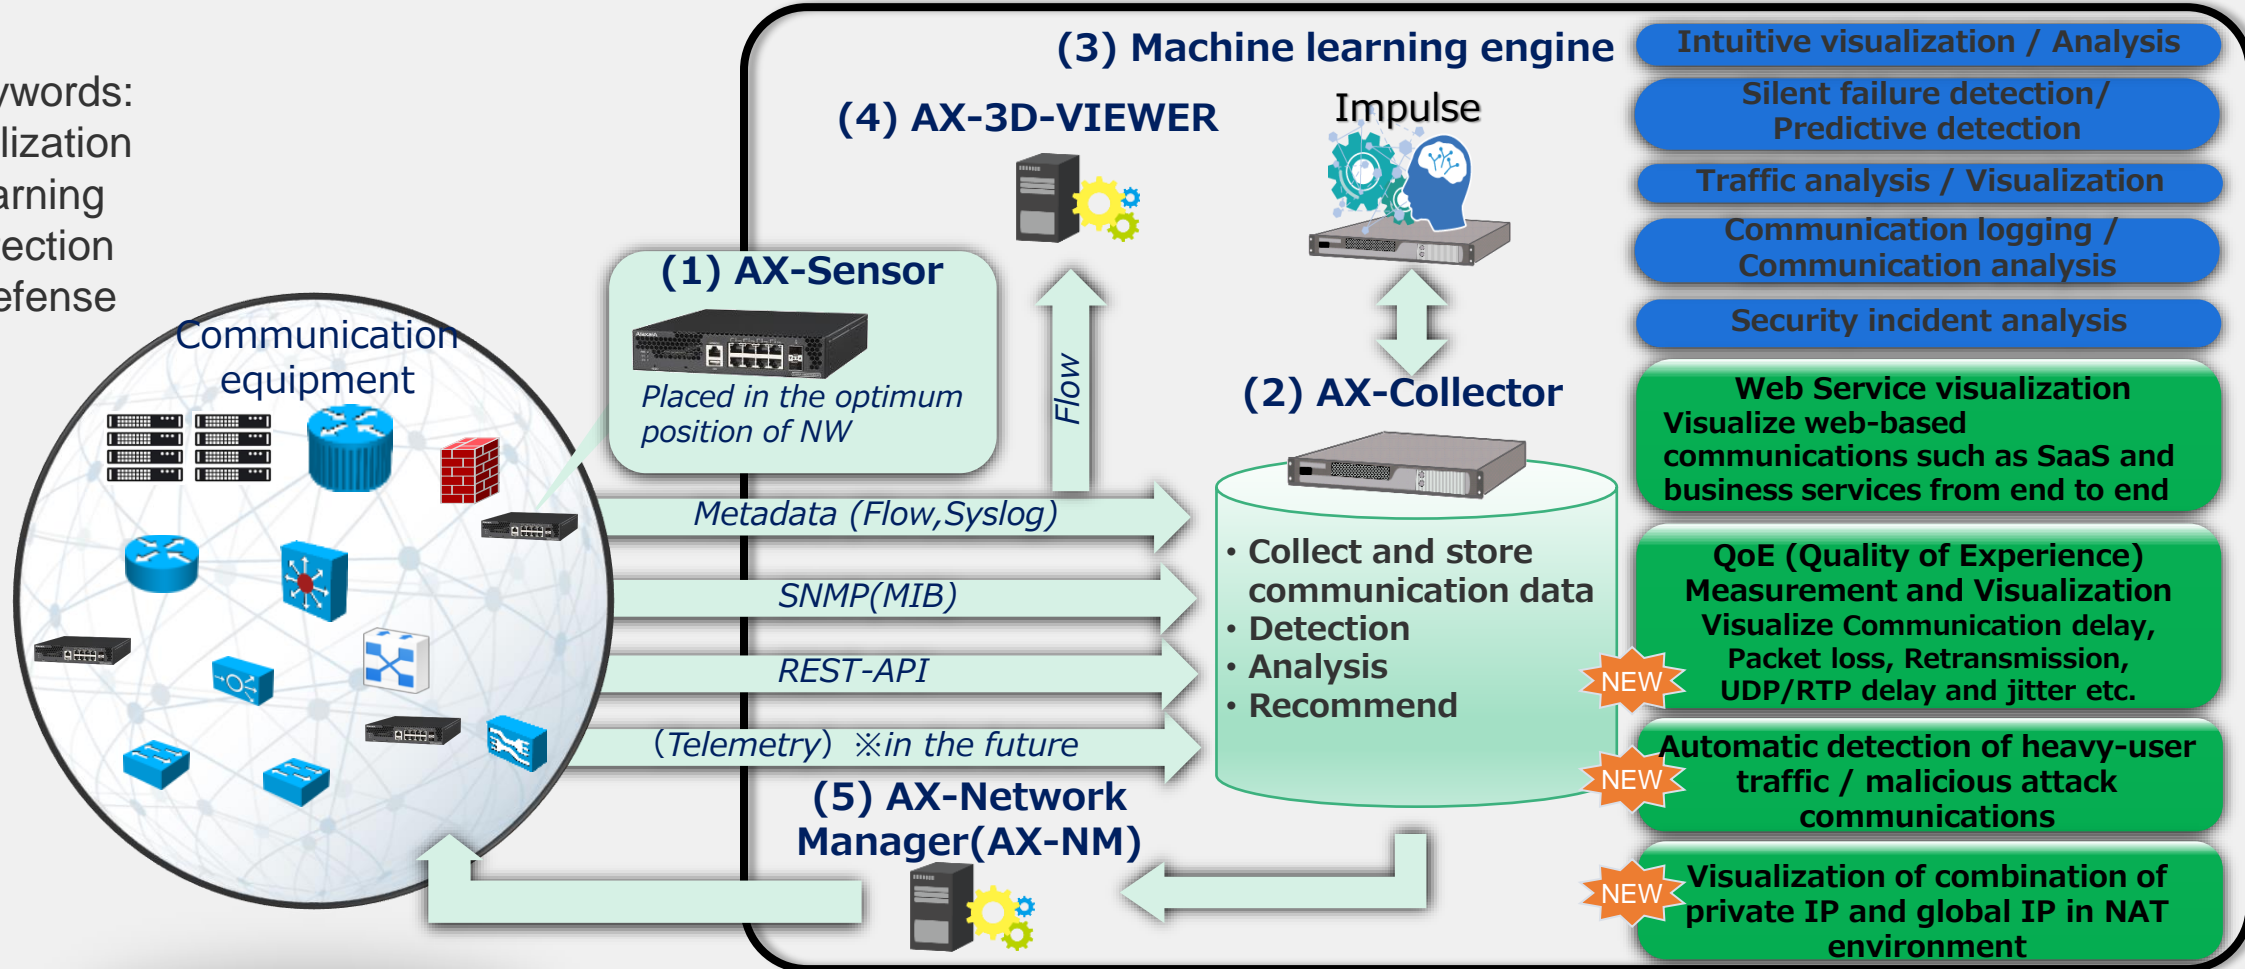 ywords:
lization
arning
ection
efense
Communication
equipment
(1) AX-Sensor
Placed in the optimum
position of NW
(3) Machine learning engine
(4) AX-3D-VIEWER
Impulse
Flow
(2) AX-Collector
Metadata (Flow,Syslog)
SNMP(MIB)
REST-API
（Telemetry）※in the future
・Collect and store
communication data
・Detection
・Analysis
・Recommend
(5) AX-Network
Manager(AX-NM)
Intuitive visualization / Analysis
Silent failure detection/
Predictive detection
Traffic analysis / Visualization
Communication logging /
Communication analysis
Security incident analysis
Web Service visualization
Visualize web-based
communications such as SaaS and
business services from end to end
QoE (Quality of Experience)
Measurement and Visualization
Visualize Communication delay,
Packet loss, Retransmission,
UDP/RTP delay and jitter etc.
NEW
Automatic detection of heavy-user
traffic / malicious attack
communications
NEW
Visualization of combination of
private IP and global IP in NAT
environment
NEW